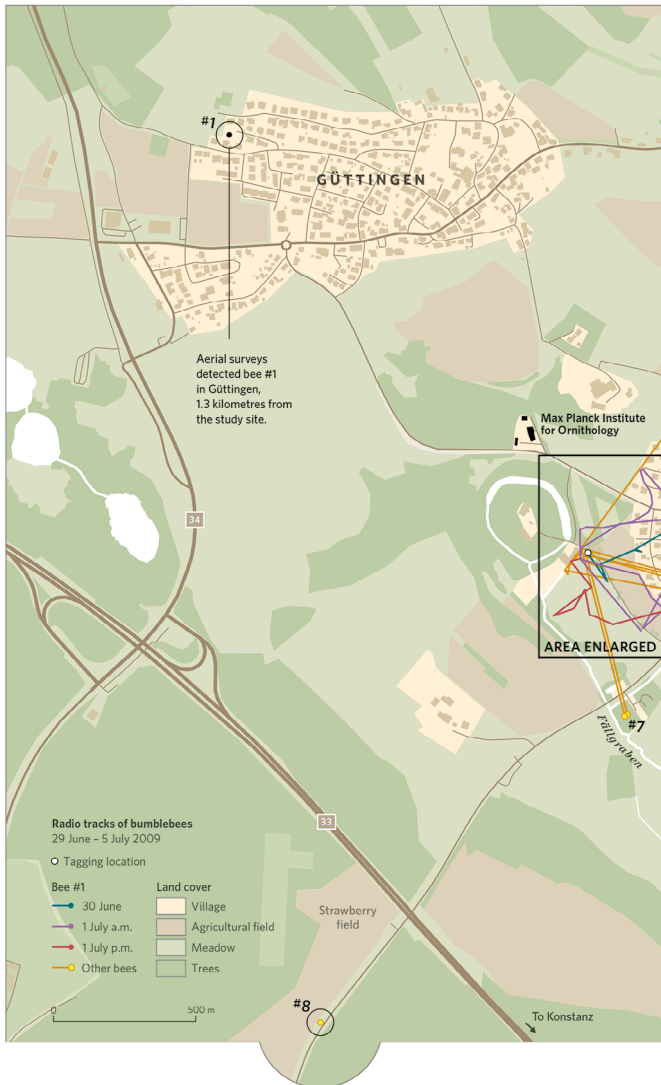 #1
GÜTTINGEN
Aerial surveys
detected bee #1
in Güttingen,
1.3 kilometres from
the study site.
Max Planck Institute
for Ornithology
34
AREA ENLARGED
#7
Fällgraben
33
Radio tracks of bumblebees
29 June – 5 July 2009
Tagging location
Bee #1
30 June
1 July a.m.
1 July p.m.
Other bees
Land cover
Village
Agricultural field
Meadow
Trees
0 500 m
Strawberry
field
#8
To Konstanz